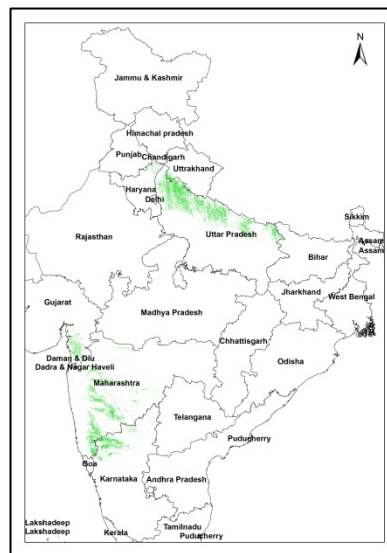 N
Jammu & Kashmir
Himachal pradesh
Punjab
Chandigarh
Uttrakhand
Haryana
Delhi
Sikkim
Rajasthan
Uttar Pradesh
Assam
Assam
Bihar
Jharkhand
West Bengal
Gujarat
Madhya Pradesh
Chhattisgarh
Daman & Diu
Dadra & Nagar Haveli
Odisha
Maharashtra
Telangana
Puducherry
Goa
Karnataka
Andhra Pradesh
Lakshadeep
Lakshadeep
Kerala
Tamilnadu
Puducherry